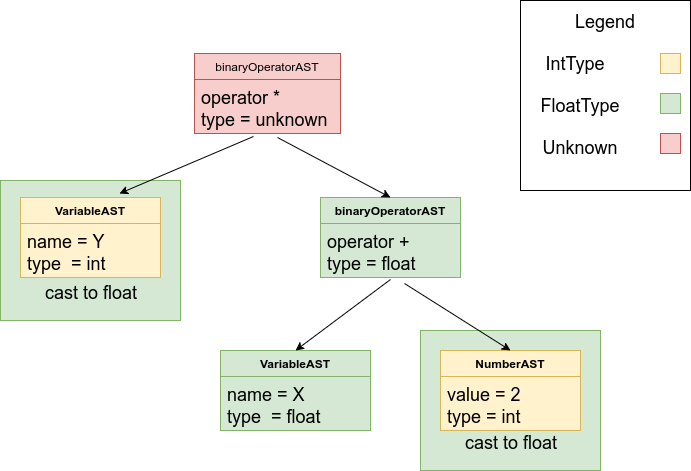 Legend
IntType
FloatType
Unknown
binaryOperatorAST
operator *
type = unknown
VariableAST
name = Y
type  = int
cast to float
binaryOperatorAST
operator +
type = float
VariableAST
name = X
type  = float
NumberAST
value = 2
type = int
cast to float